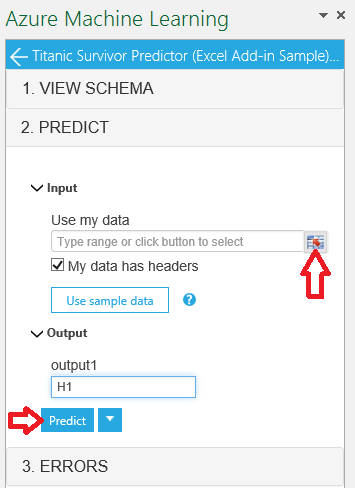 Azure Machine Learning
Titanic Survivor Predictor (Excel Add-in Sample)...
1. VIEW SCHEMA
2. PREDICT
Input
Use my data
Type range or click button to select
My data has headers
Use sample data ?
Output
output1
H1
Predict
3. ERRORS